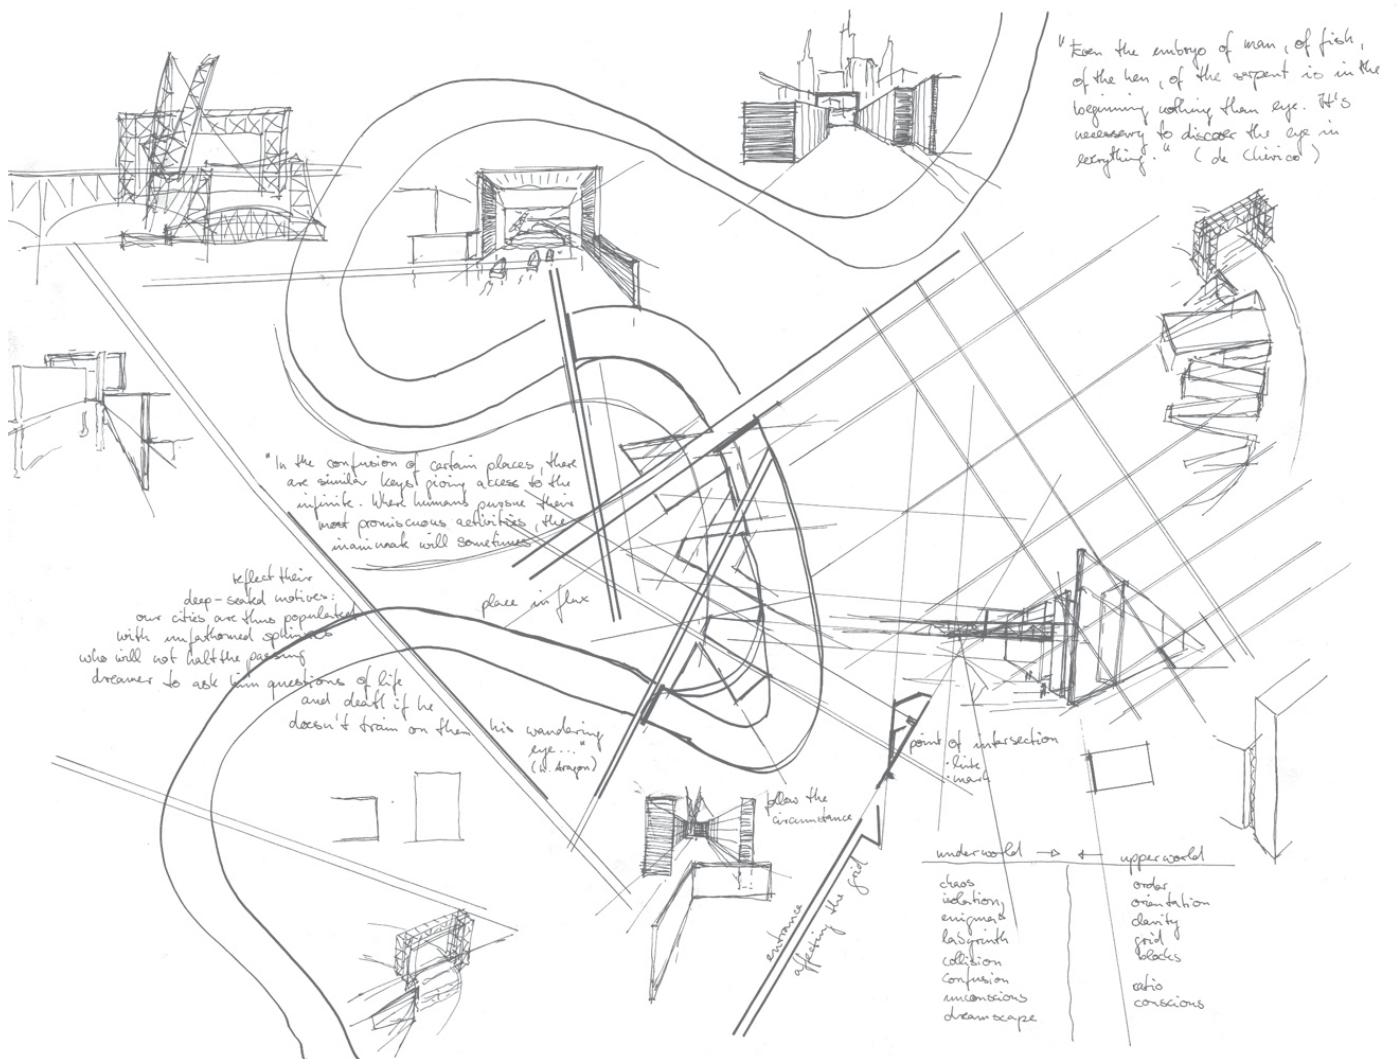 "Even the embryo of man, of fish,
of the hen, of the serpent is in the
beginning nothing than eye. It's
necessary to discover the eye in
everything." (de Chirico)
"In the confusion of certain places, there
are similar keys giving access to the
infinite. Where humans pursue their
most promiscuous activities, the
inanimate will sometimes
reflect their
deep-seated motives:
our cities are thus populated
with unfathomed sphinxes
who will not halt the passing
dreamer to ask him questions of life
and death if he
doesn't train on them his wandering
eye..."
(L. Aragon)
place in flux
point of intersection
·link
·mark
follow the
circumstance
entrance
affecting the grid
underworld → ← upperworld
chaos
isolation
enigma
labyrinth
collision
confusion
unconscious
dreamscape
order
orientation
clarity
grid
blocks
ratio
conscious